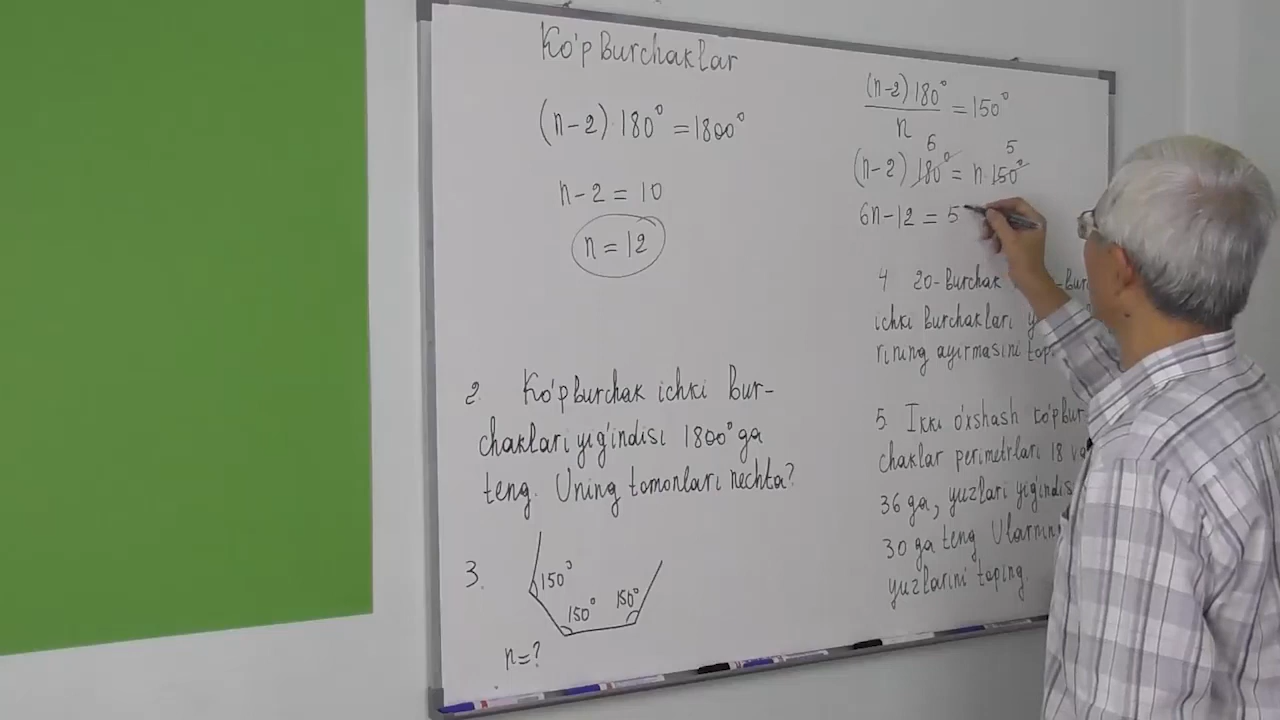 Ko'pburchaklar
(n-2)·180°=1800°
n-2=10
n=12
2. Ko'pburchak ichki bur-
chaklari yig'indisi 1800° ga
teng. Uning tomonlari nechta?
3.
150°
150°
150°
n=?
(n-2)180°
n
=150°
6 5
(n-2)180°=n·150°
6n-12=5
4 20-Burchak
ichki burchaklari
rining ayirmasini
5. Ikki o'xshash ko'pbur-
chaklar perimetrlari 18 va
36 ga, yuzlari yig'indisi
30 ga teng
yuzlarini toping.